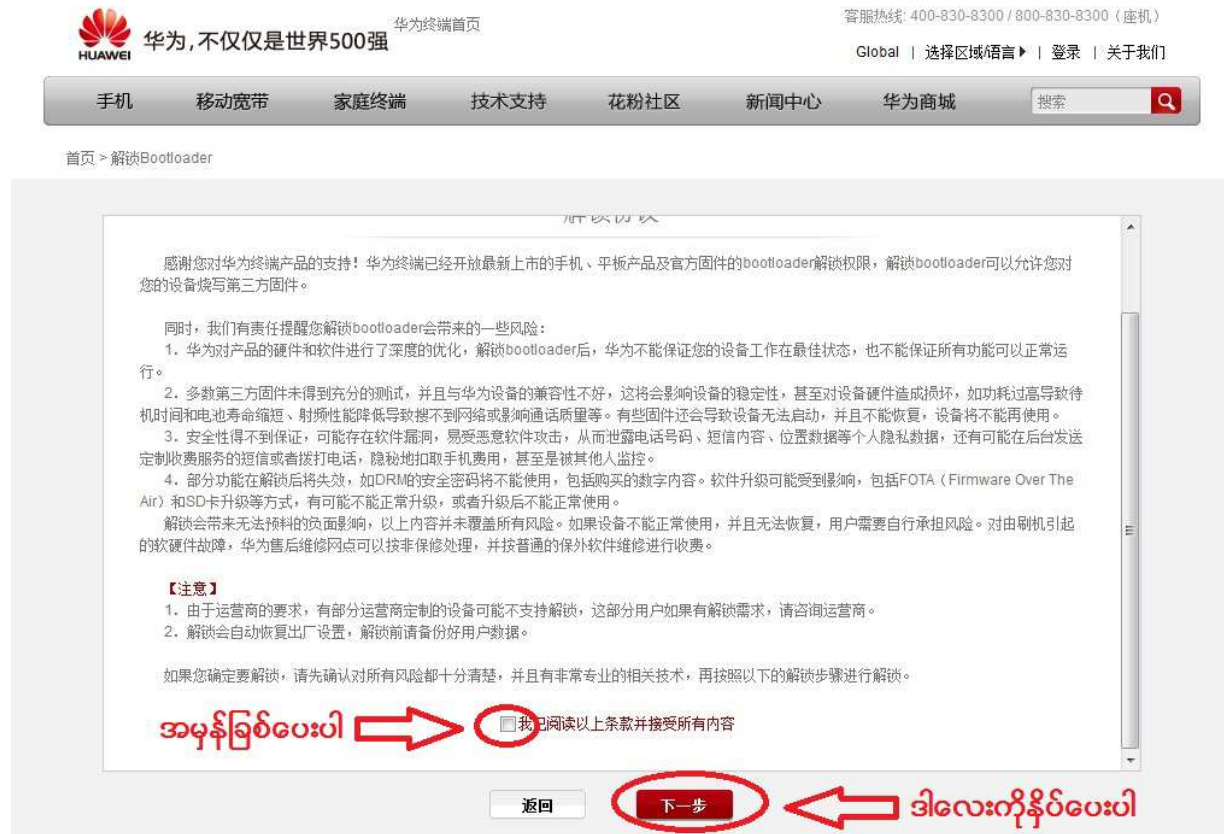 HUAWEI
华为,不仅仅是世界500强
华为终端首页
客服热线: 400-830-8300 / 800-830-8300（座机）
Global | 选择区域/语言 | 登录 | 关于我们
手机 移动宽带 家庭终端 技术支持 花粉社区 新闻中心 华为商城 搜索
首页 > 解锁Bootloader
解锁协议
感谢您对华为终端产品的支持！华为终端已经开放最新上市的手机、平板产品及官方固件的bootloader解锁权限，解锁bootloader可以允许您对
您的设备烧写第三方固件。
同时，我们有责任提醒您解锁bootloader会带来的一些风险：
1．华为对产品的硬件和软件进行了深度的优化，解锁bootloader后，华为不能保证您的设备工作在最佳状态，也不能保证所有功能可以正常运
行。
2．多数第三方固件未得到充分的测试，并且与华为设备的兼容性不好，这将会影响设备的稳定性，甚至对设备硬件造成损坏，如功耗过高导致待
机时间和电池寿命缩短、射频性能降低导致搜不到网络或影响通话质量等。有些固件还会导致设备无法启动，并且不能恢复，设备将不能再使用。
3．安全性得不到保证，可能存在软件漏洞，易受恶意软件攻击，从而泄露电话号码、短信内容、位置数据等个人隐私数据，还有可能在后台发送
定制收费服务的短信或者拨打电话，隐秘地扣取手机费用，甚至是被其他人监控。
4．部分功能在解锁后将失效，如DRM的安全密码将不能使用，包括购买的数字内容。软件升级可能受到影响，包括FOTA（Firmware Over The
Air）和SD卡升级等方式，有可能不能正常升级，或者升级后不能正常使用。
解锁会带来无法预料的负面影响，以上内容并未覆盖所有风险。如果设备不能正常使用，并且无法恢复，用户需要自行承担风险。对由刷机引起
的软硬件故障，华为售后维修网点可以按非保修处理，并按普通的保外软件维修进行收费。
【注意】
1．由于运营商的要求，有部分运营商定制的设备可能不支持解锁，这部分用户如果有解锁需求，请咨询运营商。
2．解锁会自动恢复出厂设置，解锁前请备份好用户数据。
如果您确定要解锁，请先确认对所有风险都十分清楚，并且有非常专业的相关技术，再按照以下的解锁步骤进行解锁。
အမှန်ခြစ်ပေးပါ 我已阅读以上条款并接受所有内容
返回 下一步 ဒါလေးကိုနှိပ်ပေးပါ